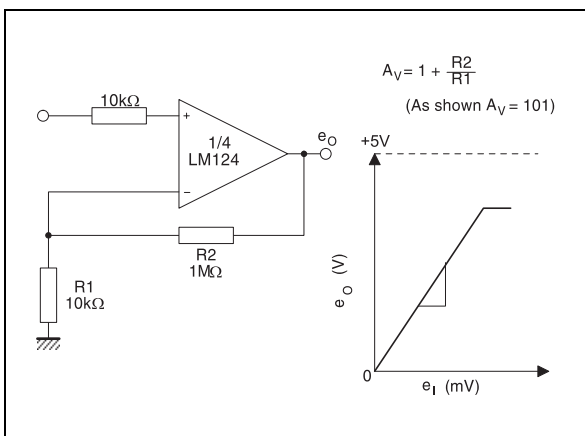 A_V = 1 + R2/R1
(As shown A_V = 101)
10kΩ
+
1/4
LM124
–
e_O
R2
1MΩ
R1
10kΩ
+5V
e_O (V)
0
e_I (mV)